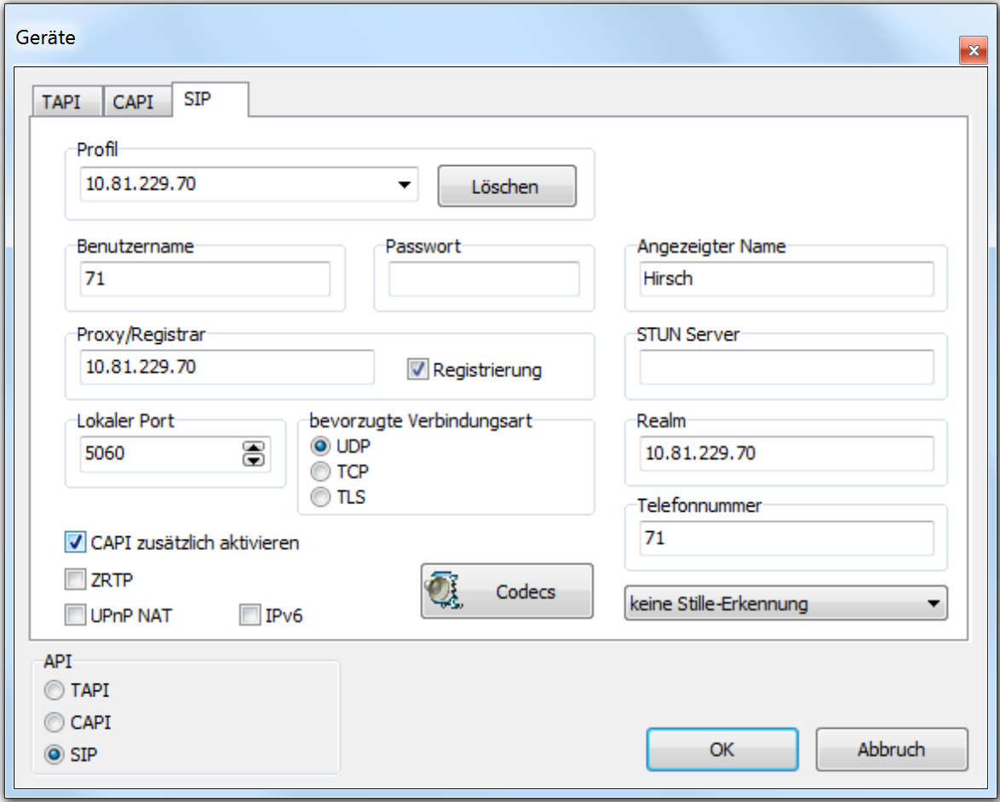 Geräte
TAPI
CAPI
SIP
Profil
10.81.229.70
Löschen
Benutzername
71
Passwort
Angezeigter Name
Hirsch
Proxy/Registrar
10.81.229.70
Registrierung
STUN Server
Lokaler Port
5060
bevorzugte Verbindungsart
UDP
TCP
TLS
Realm
10.81.229.70
Telefonnummer
71
CAPI zusätzlich aktivieren
ZRTP
UPnP NAT
IPv6
Codecs
keine Stille-Erkennung
API
TAPI
CAPI
SIP
OK
Abbruch